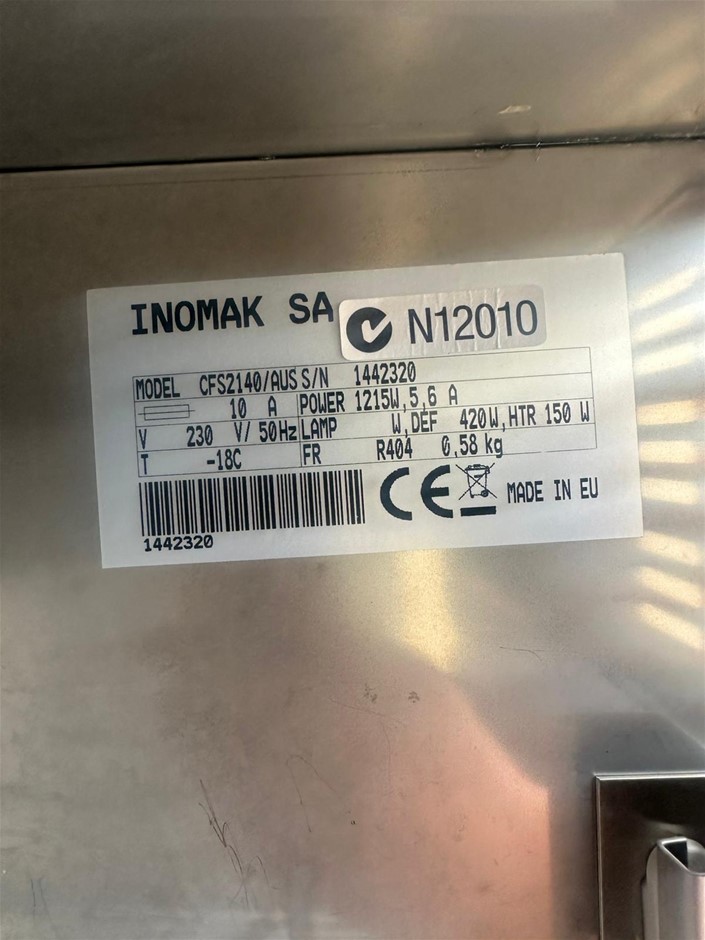 INOMAK SA N12010
MODEL CFS2140/AUS S/N 1442320
10 A POWER 1215W,5,6 A
V 230 V/ 50Hz LAMP W,DEF 420W,HTR 150 W
T -18C FR R404 0,58 kg
CE MADE IN EU
1442320